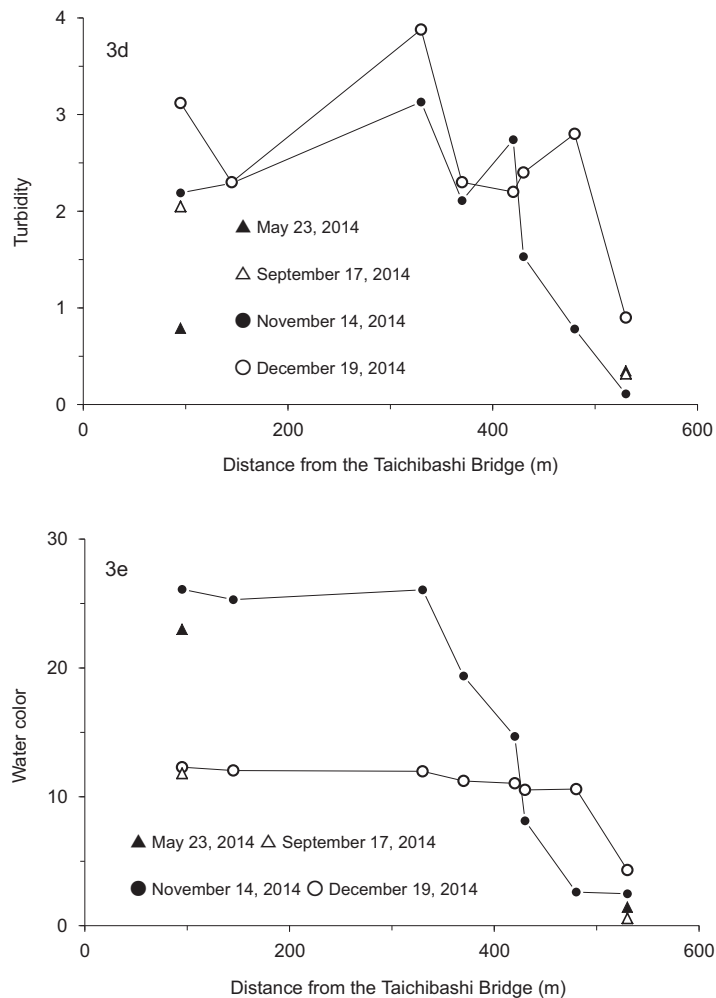 4
3d
3
Turbidity
2
▲ May 23, 2014
△ September 17, 2014
1
● November 14, 2014
○ December 19, 2014
0
0 200 400 600
Distance from the Taichibashi Bridge (m)
30
3e
20
Water color
10
▲ May 23, 2014 △ September 17, 2014
● November 14, 2014 ○ December 19, 2014
0
0 200 400 600
Distance from the Taichibashi Bridge (m)